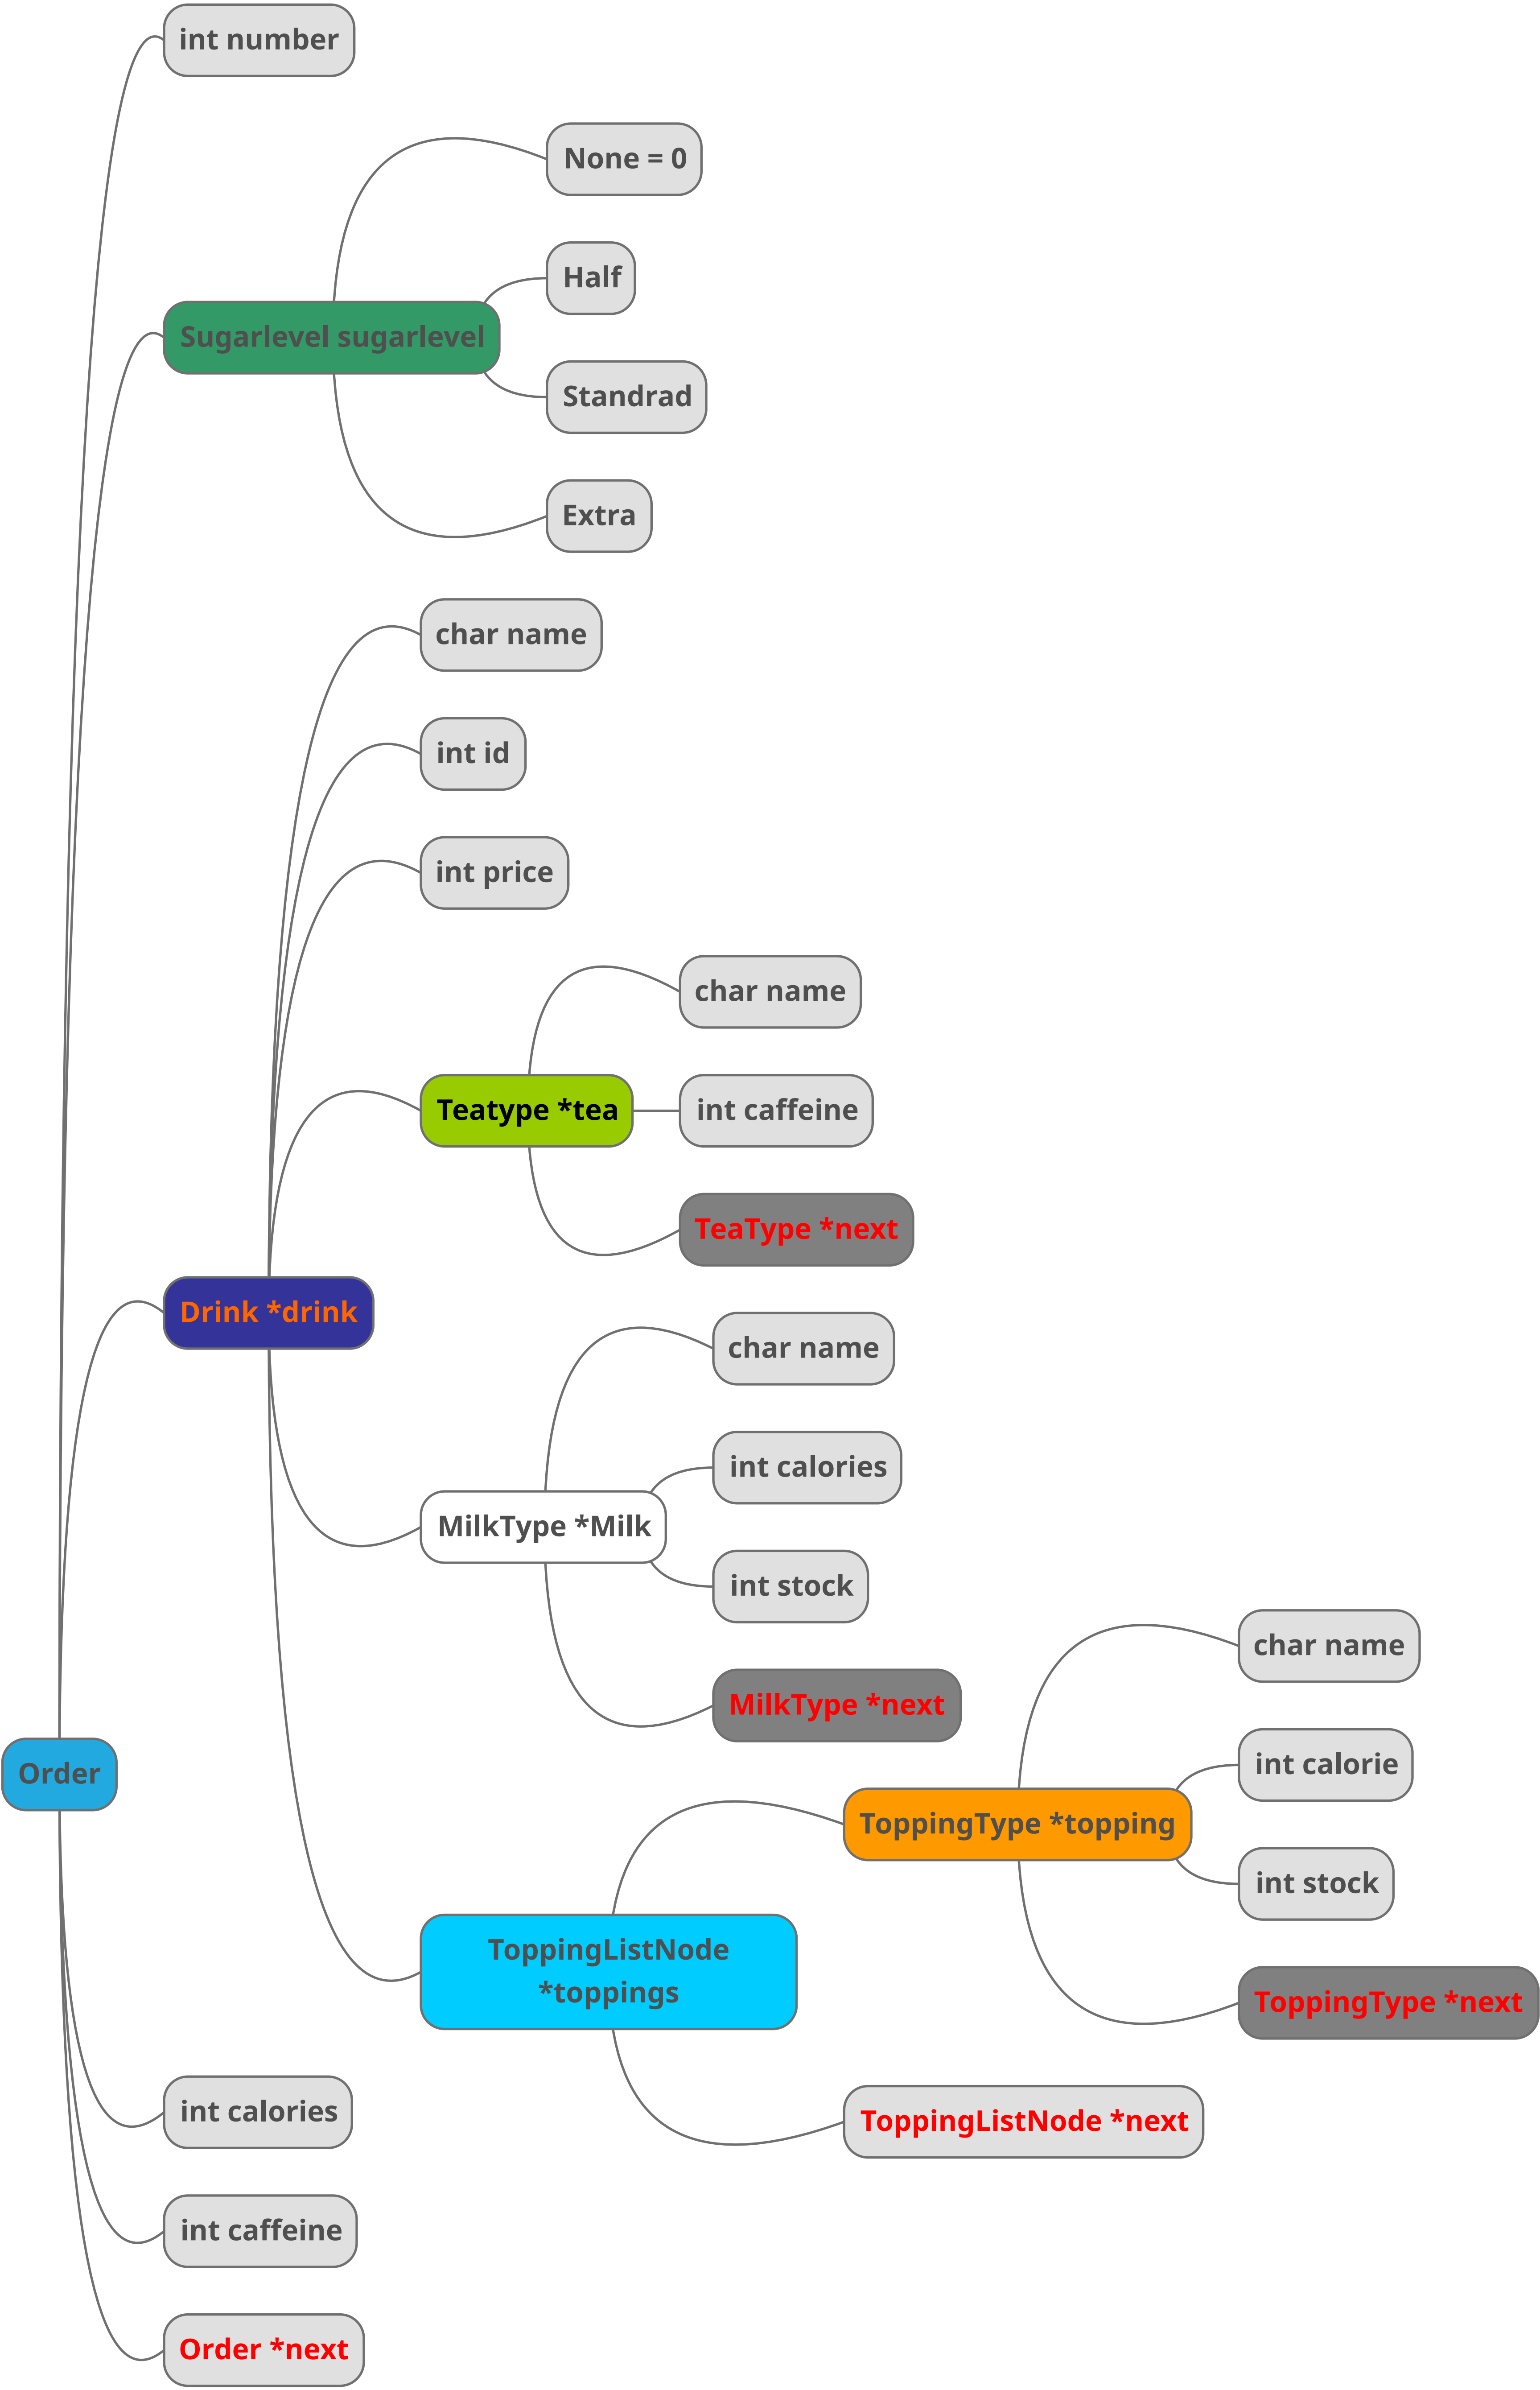 int number
None = 0
Half
Sugarlevel sugarlevel
Standrad
Extra
char name
int id
int price
char name
Teatype *tea
int caffeine
TeaType *next
Drink *drink
char name
int calories
MilkType *Milk
int stock
char name
MilkType *next
int calorie
Order
ToppingType *topping
int stock
ToppingListNode
*toppings
ToppingType *next
int calories
ToppingListNode *next
int caffeine
Order *next